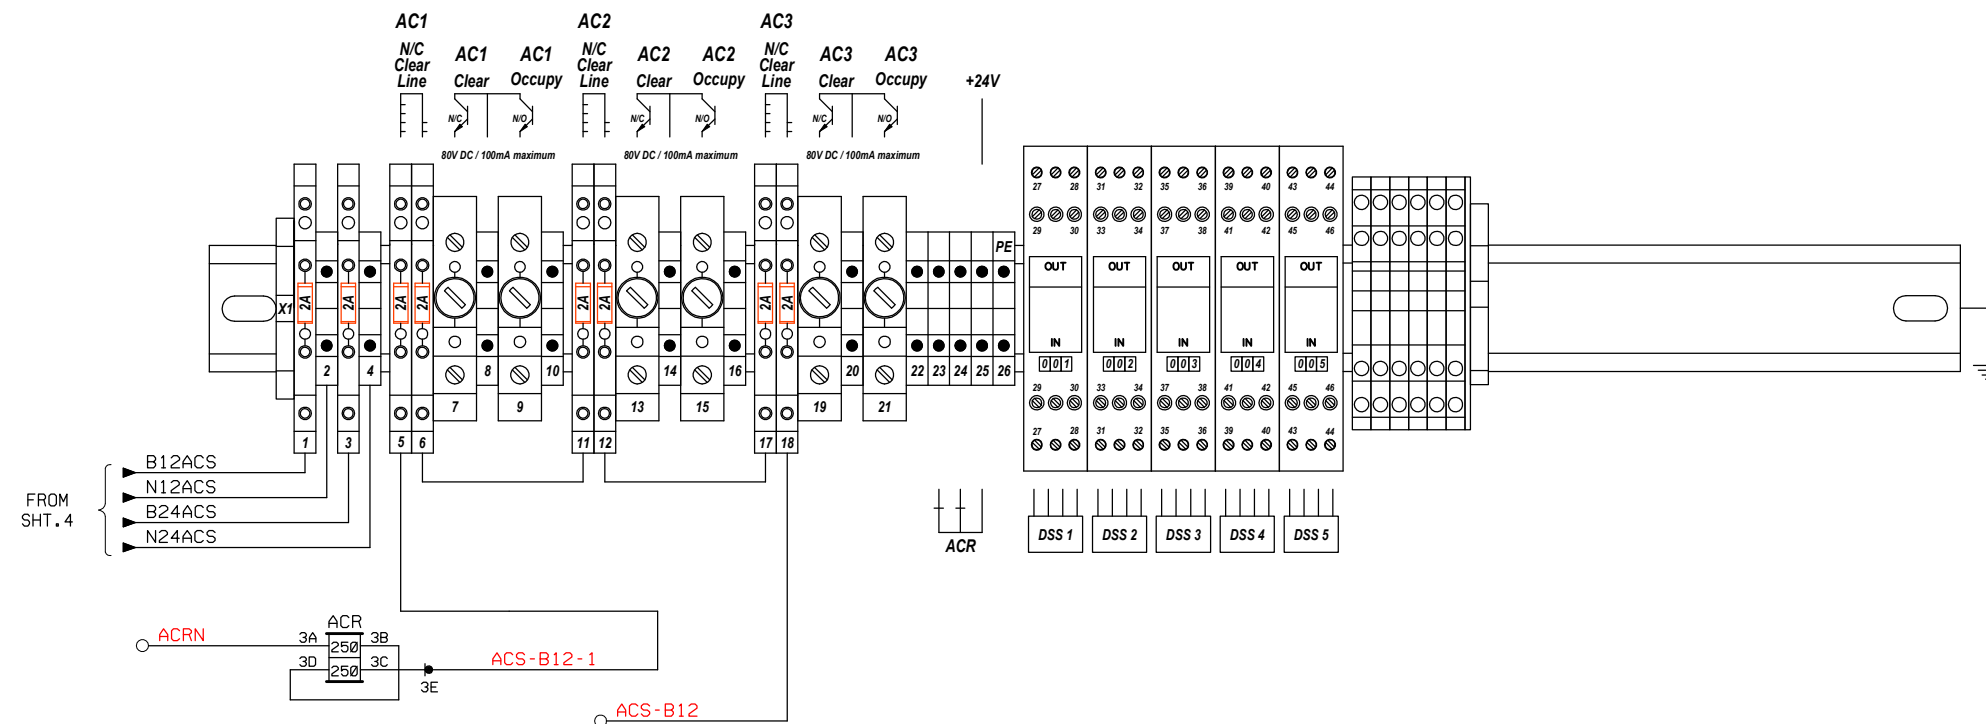 AC1 AC2 AC3
N/C Clear Line AC1 Clear AC1 Occupy N/C Clear Line AC2 Clear AC2 Occupy N/C Clear Line AC3 Clear AC3 Occupy +24V
N/C N/O N/C N/O N/C N/O
80V DC / 100mA maximum 80V DC / 100mA maximum 80V DC / 100mA maximum
27 28 31 32 35 36 39 40 43 44
29 30 33 34 37 38 41 42 45 46
PE
OUT OUT OUT OUT OUT
X1 2A 2A 2A 2A 2A 2A 2A 2A
IN IN IN IN IN
001 002 003 004 005
2 4 8 10 14 16 20 22 23 24 25 26
29 30 33 34 37 38 41 42 45 46
7 9 13 15 19 21
27 28 31 32 35 36 39 40 43 44
1 3 5 6 11 12 17 18
B12ACS
N12ACS
FROM
SHT.4
B24ACS
N24ACS
ACR DSS 1 DSS 2 DSS 3 DSS 4 DSS 5
ACR
ACRN 3A 250 3B
3D 250 3C ACS-B12-1
3E
ACS-B12